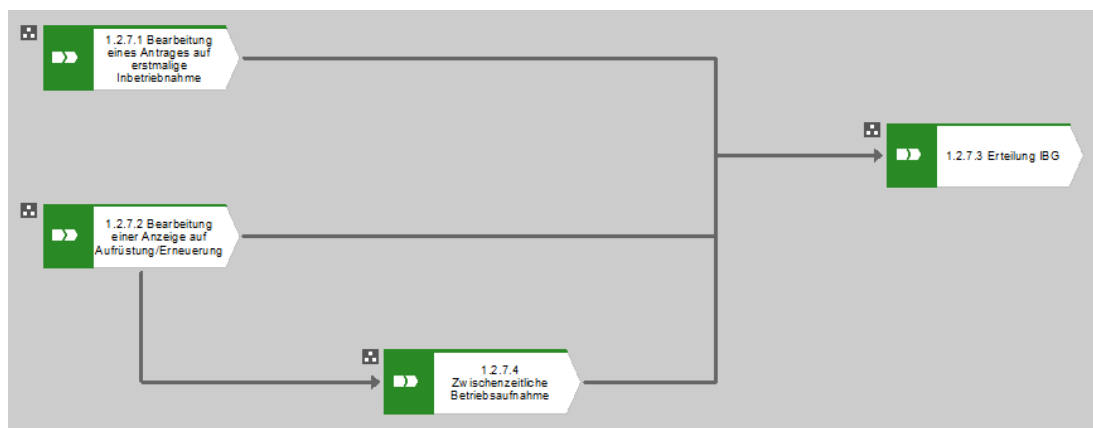 1.2.7.1 Bearbeitung
eines Antrages auf
erstmalige
Inbetriebnahme
1.2.7.3 Erteilung IBG
1.2.7.2 Bearbeitung
einer Anzeige auf
Aufrüstung/Erneuerung
1.2.7.4
Zwischenzeitliche
Betriebsaufnahme